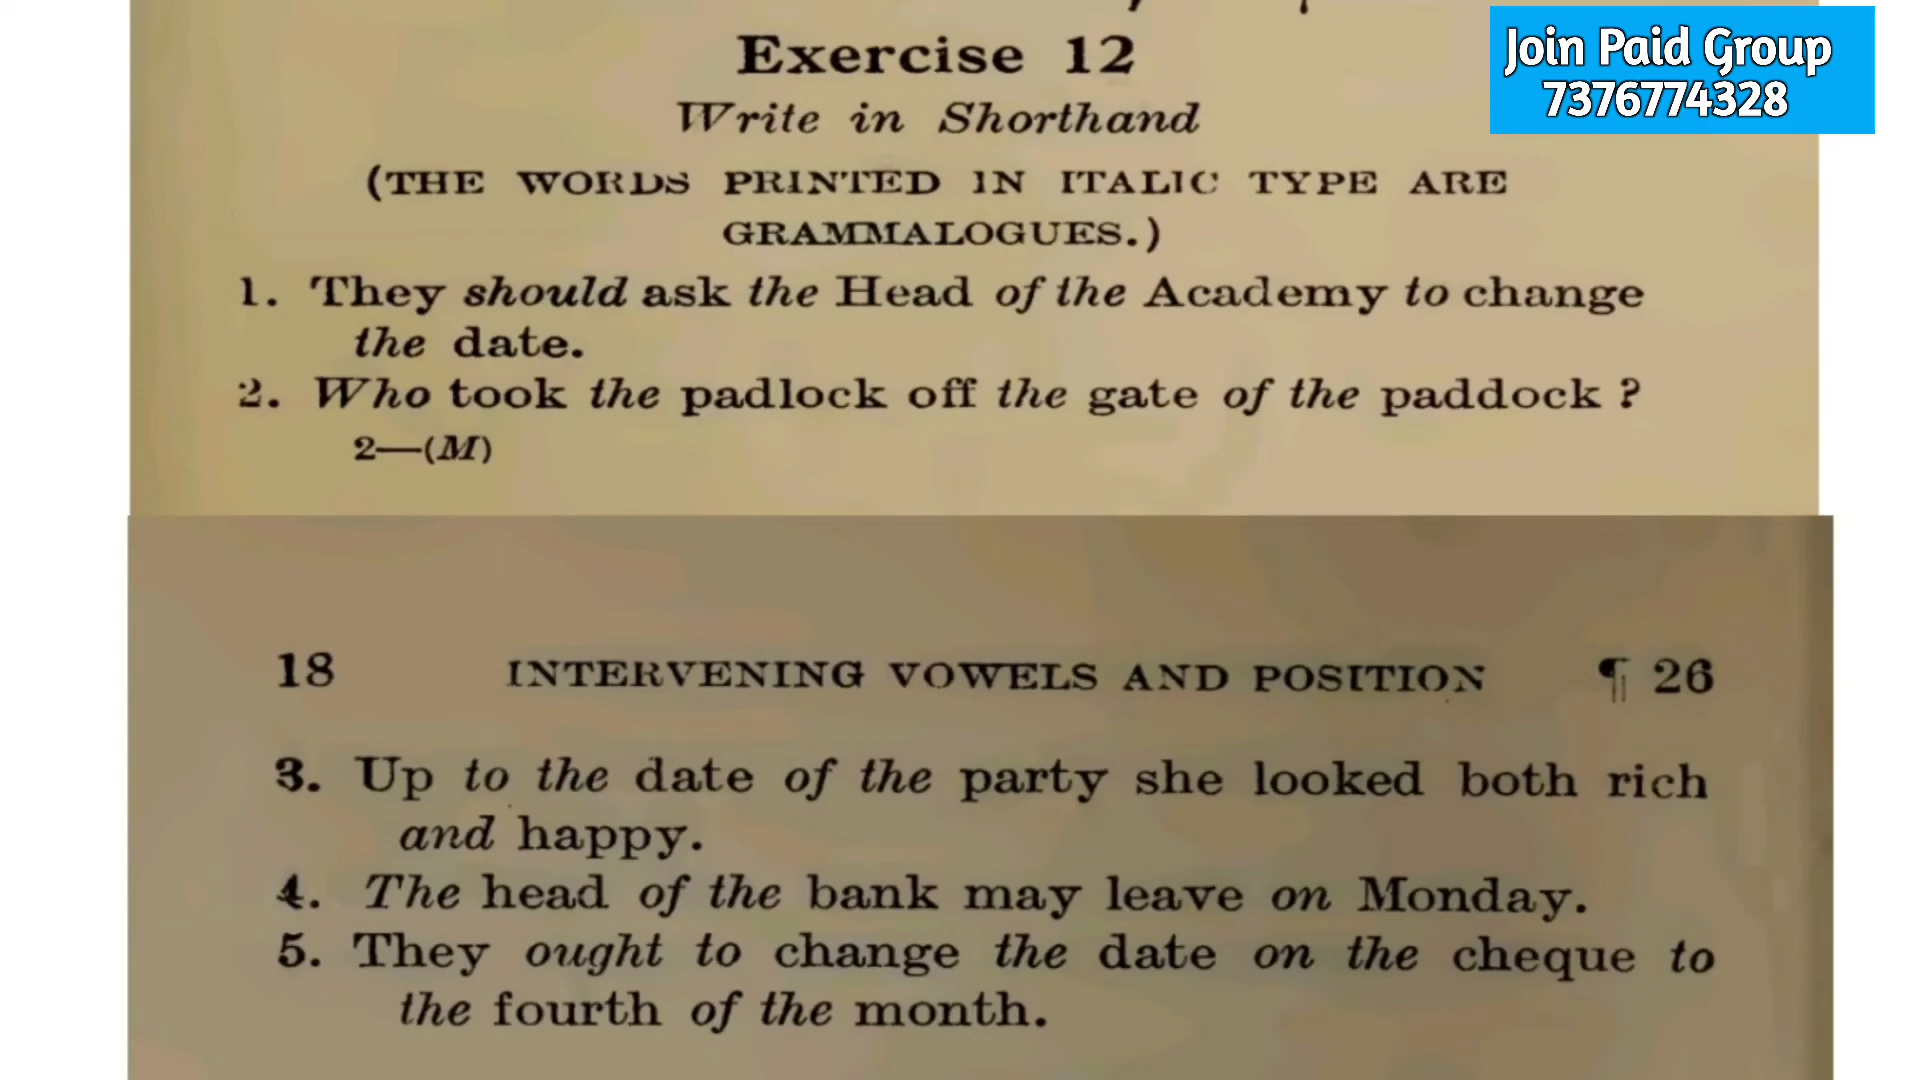 Join Paid Group
7376774328
Exercise 12
Write in Shorthand
(THE WORDS PRINTED IN ITALIC TYPE ARE
GRAMMALOGUES.)
1. They should ask the Head of the Academy to change
the date.
2. Who took the padlock off the gate of the paddock ?
2—(M)
18 INTERVENING VOWELS AND POSITION ¶ 26
3. Up to the date of the party she looked both rich
and happy.
4. The head of the bank may leave on Monday.
5. They ought to change the date on the cheque to
the fourth of the month.